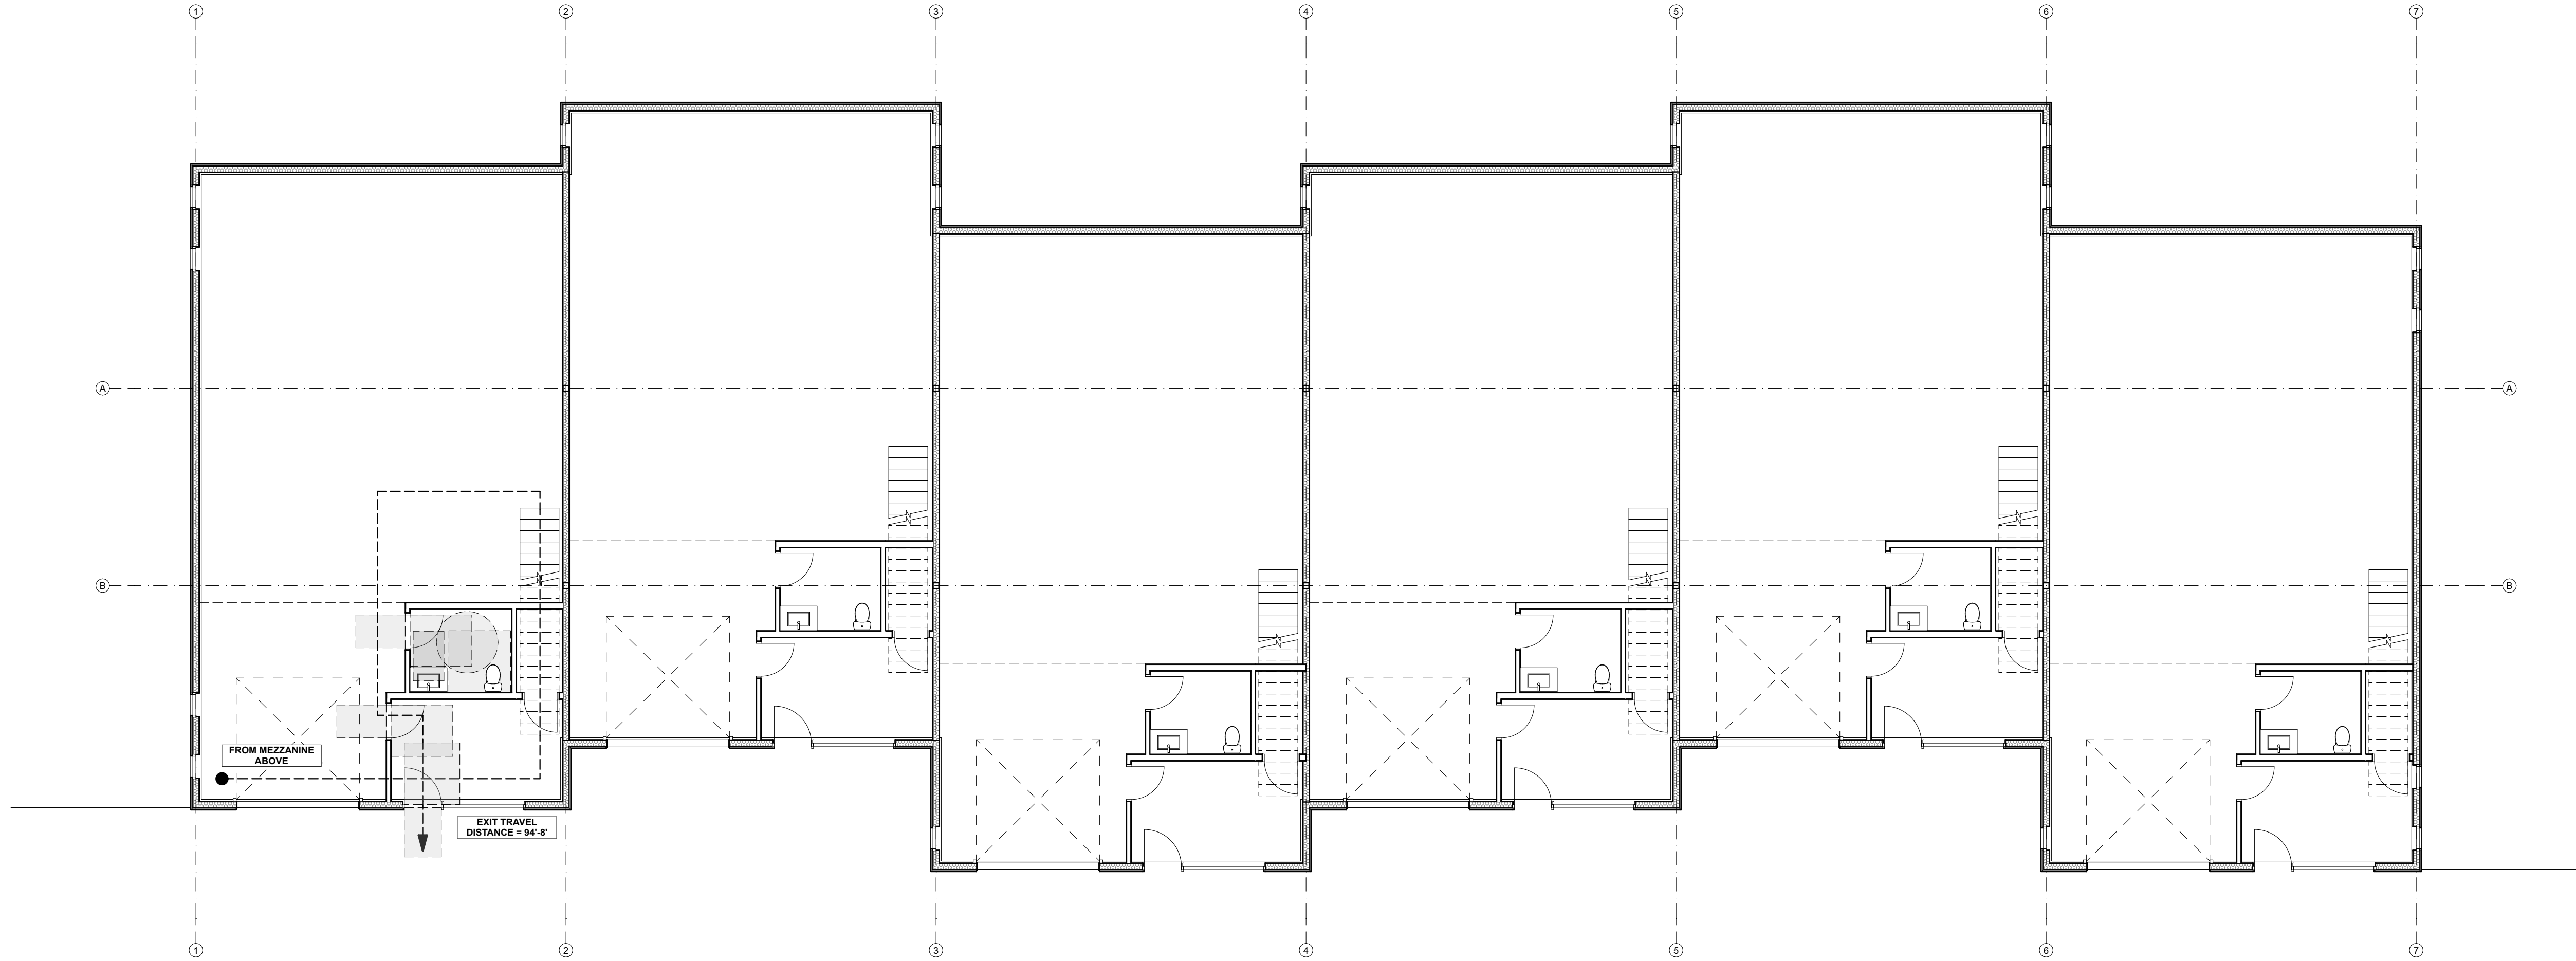 1 2 3 4 5 6 7
A A
B B
FROM MEZZANINE
ABOVE
EXIT TRAVEL
DISTANCE = 94'-8'
1 2 3 4 5 6 7